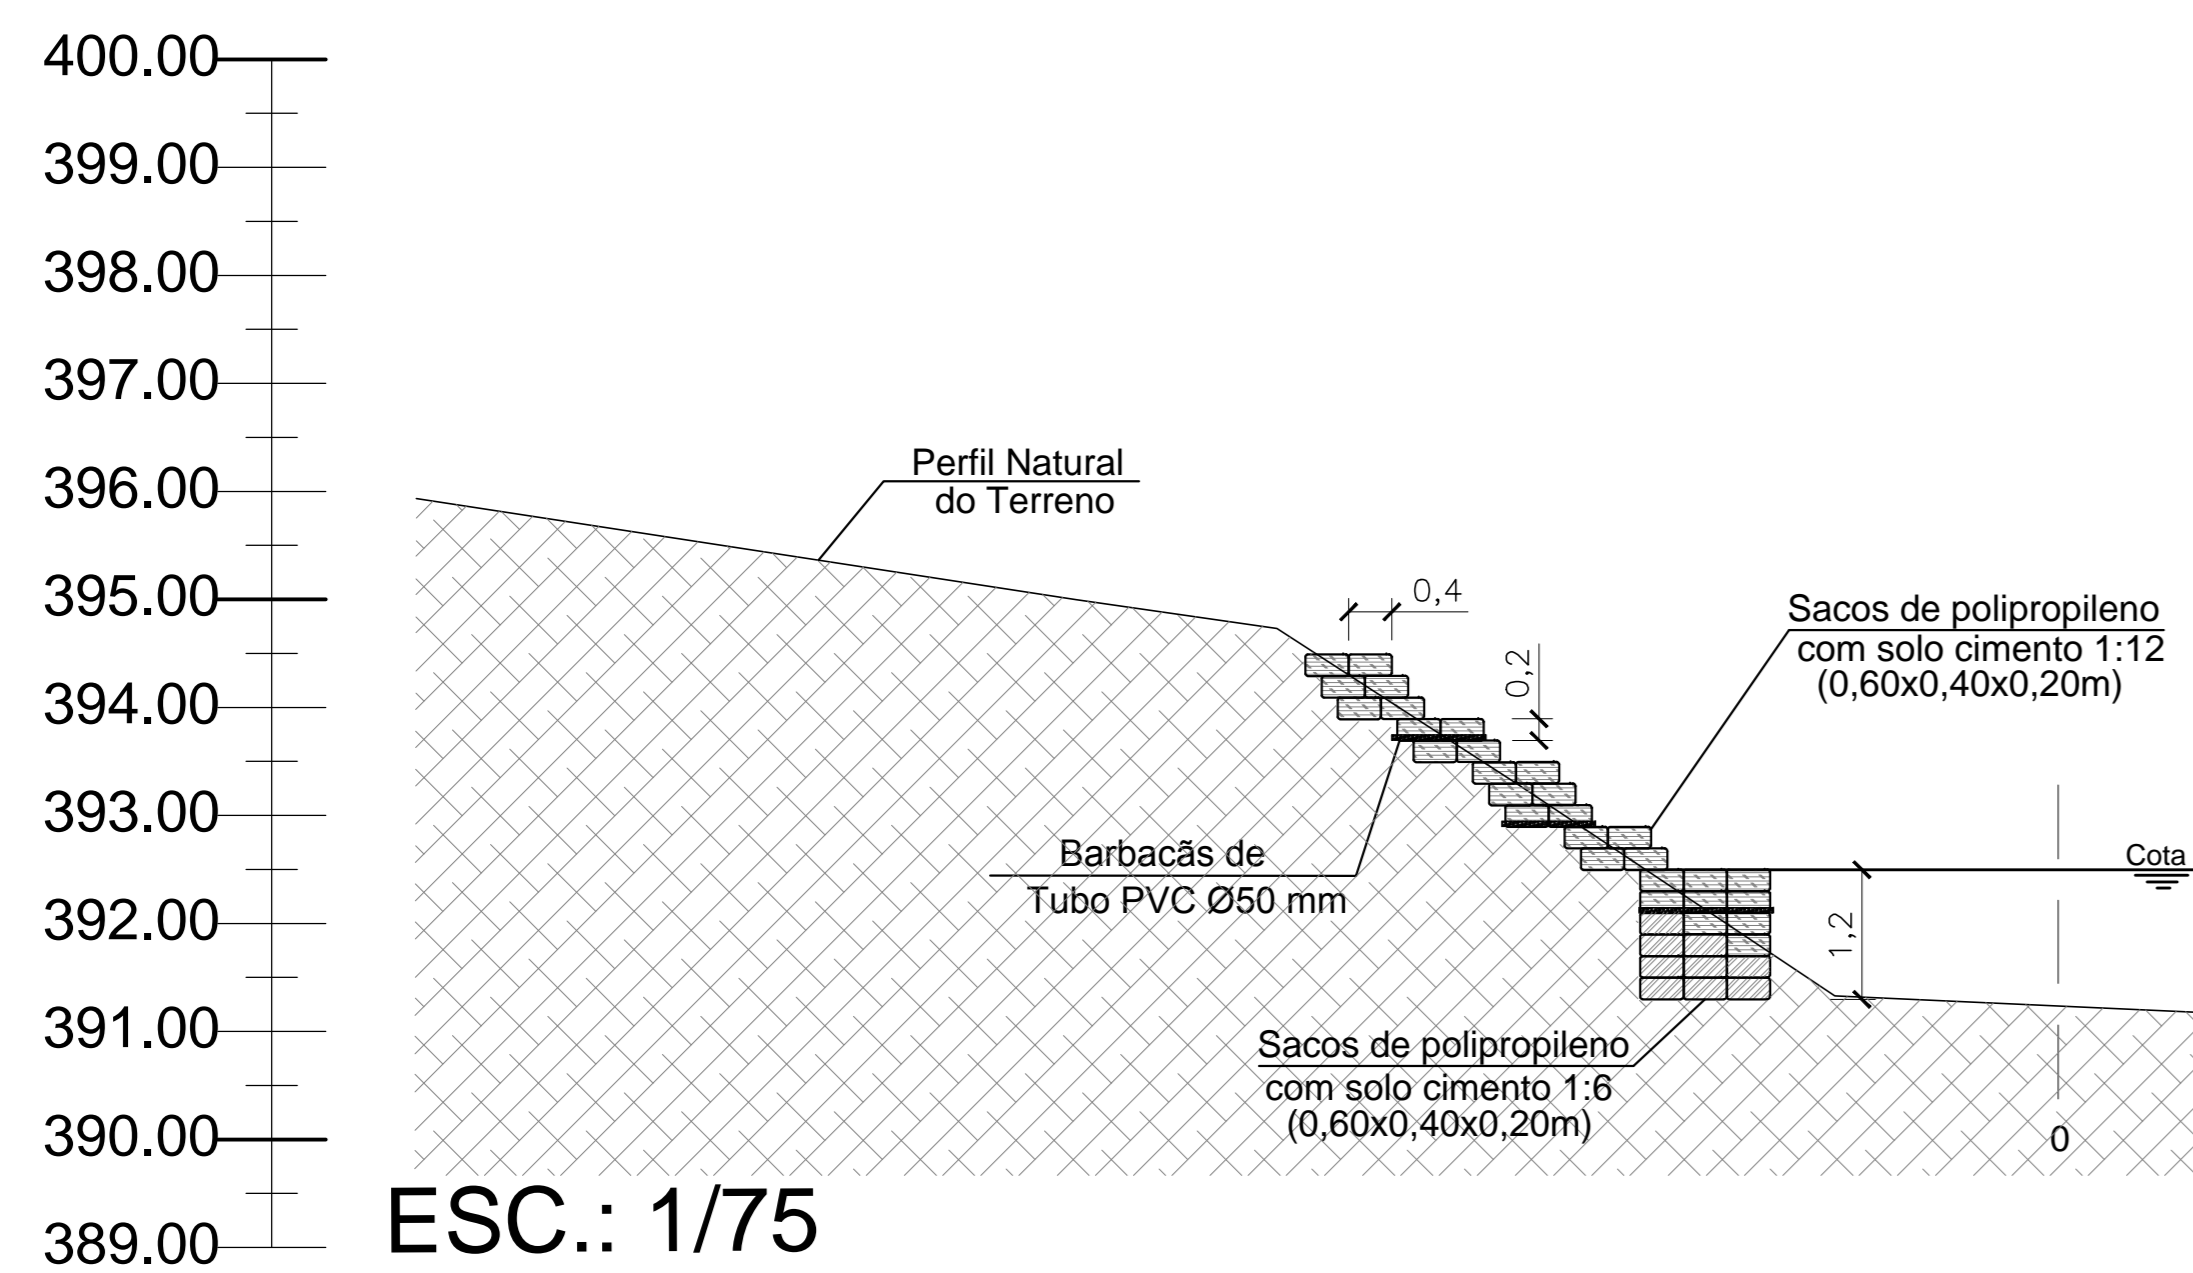 400.00
399.00
398.00
397.00
396.00
395.00
394.00
393.00
392.00
391.00
390.00
389.00
Perfil Natural
do Terreno
0,4
0,2
Sacos de polipropileno
com solo cimento 1:12
(0,60x0,40x0,20m)
Barbacãs de
Tubo PVC Ø50 mm
Cota
1,2
Sacos de polipropileno
com solo cimento 1:6
(0,60x0,40x0,20m)
0
ESC.: 1/75